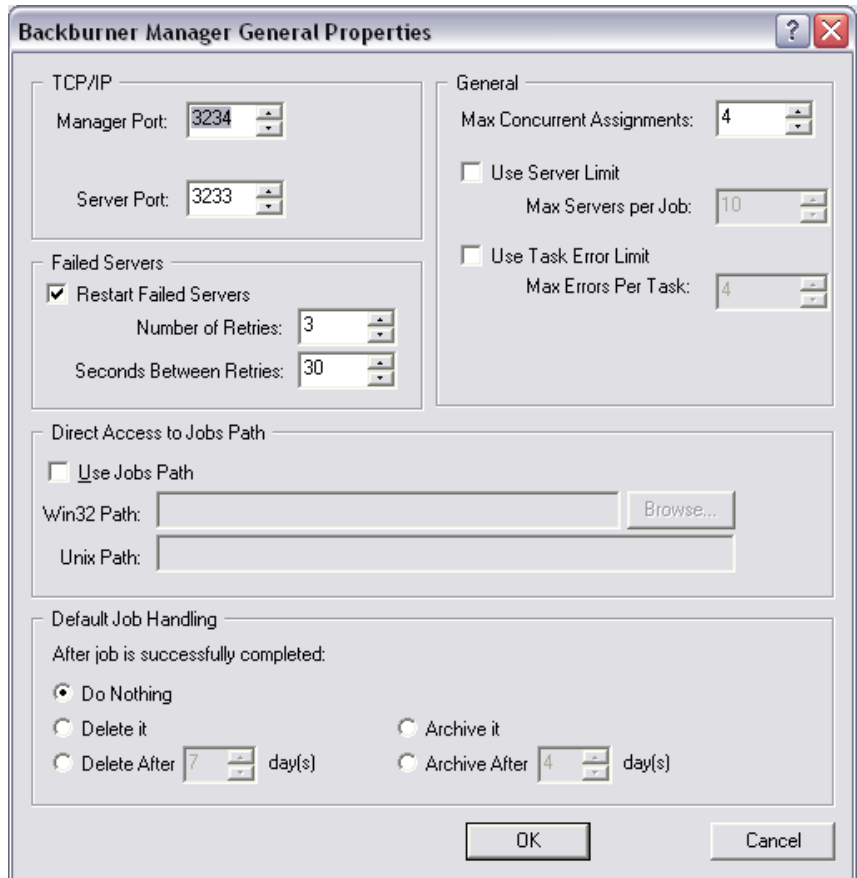 Backburner Manager General Properties
TCP/IP
Manager Port: 3234
Server Port: 3233
General
Max Concurrent Assignments: 4
Use Server Limit
Max Servers per Job: 10
Use Task Error Limit
Max Errors Per Task: 4
Failed Servers
Restart Failed Servers
Number of Retries: 3
Seconds Between Retries: 30
Direct Access to Jobs Path
Use Jobs Path
Win32 Path: Browse...
Unix Path:
Default Job Handling
After job is successfully completed:
Do Nothing
Delete it Archive it
Delete After 7 day(s) Archive After 4 day(s)
OK Cancel